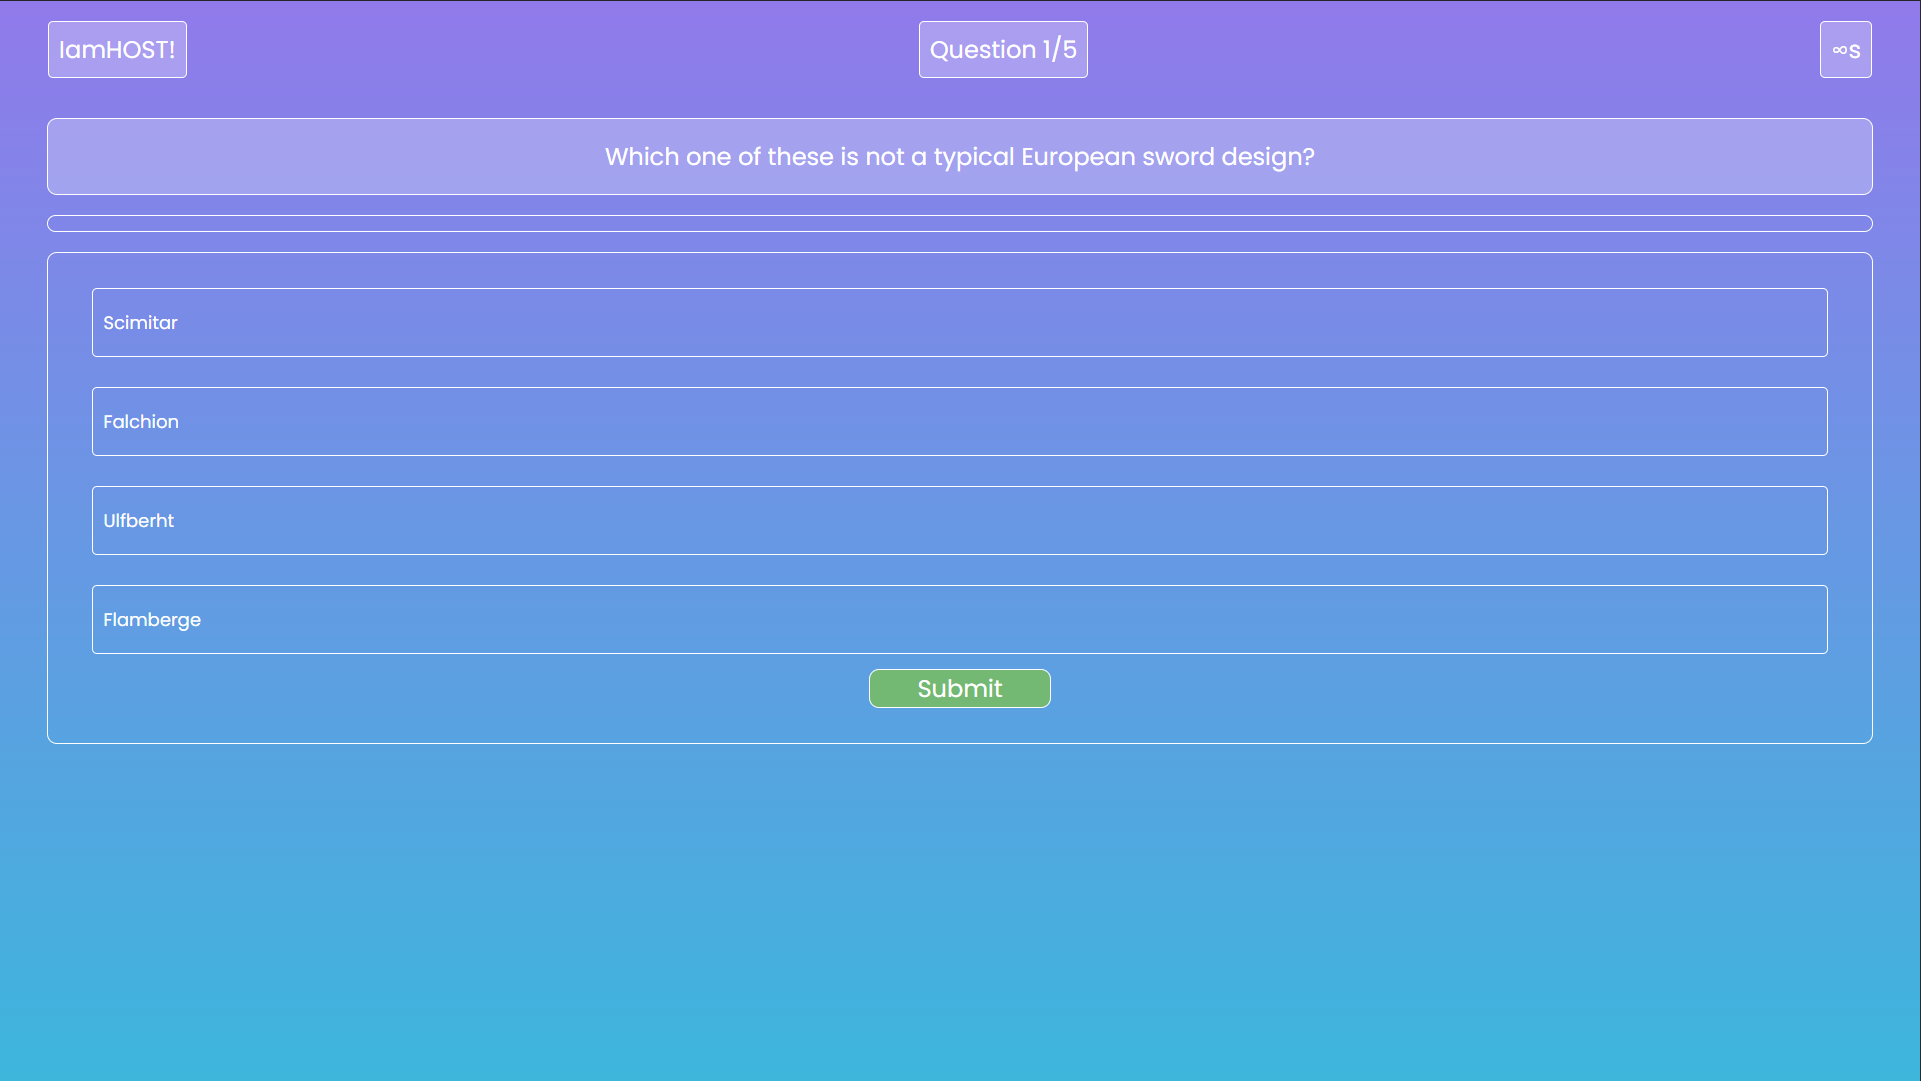 IamHOST!
Question 1/5
∞s
Which one of these is not a typical European sword design?
Scimitar
Falchion
Ulfberht
Flamberge
Submit